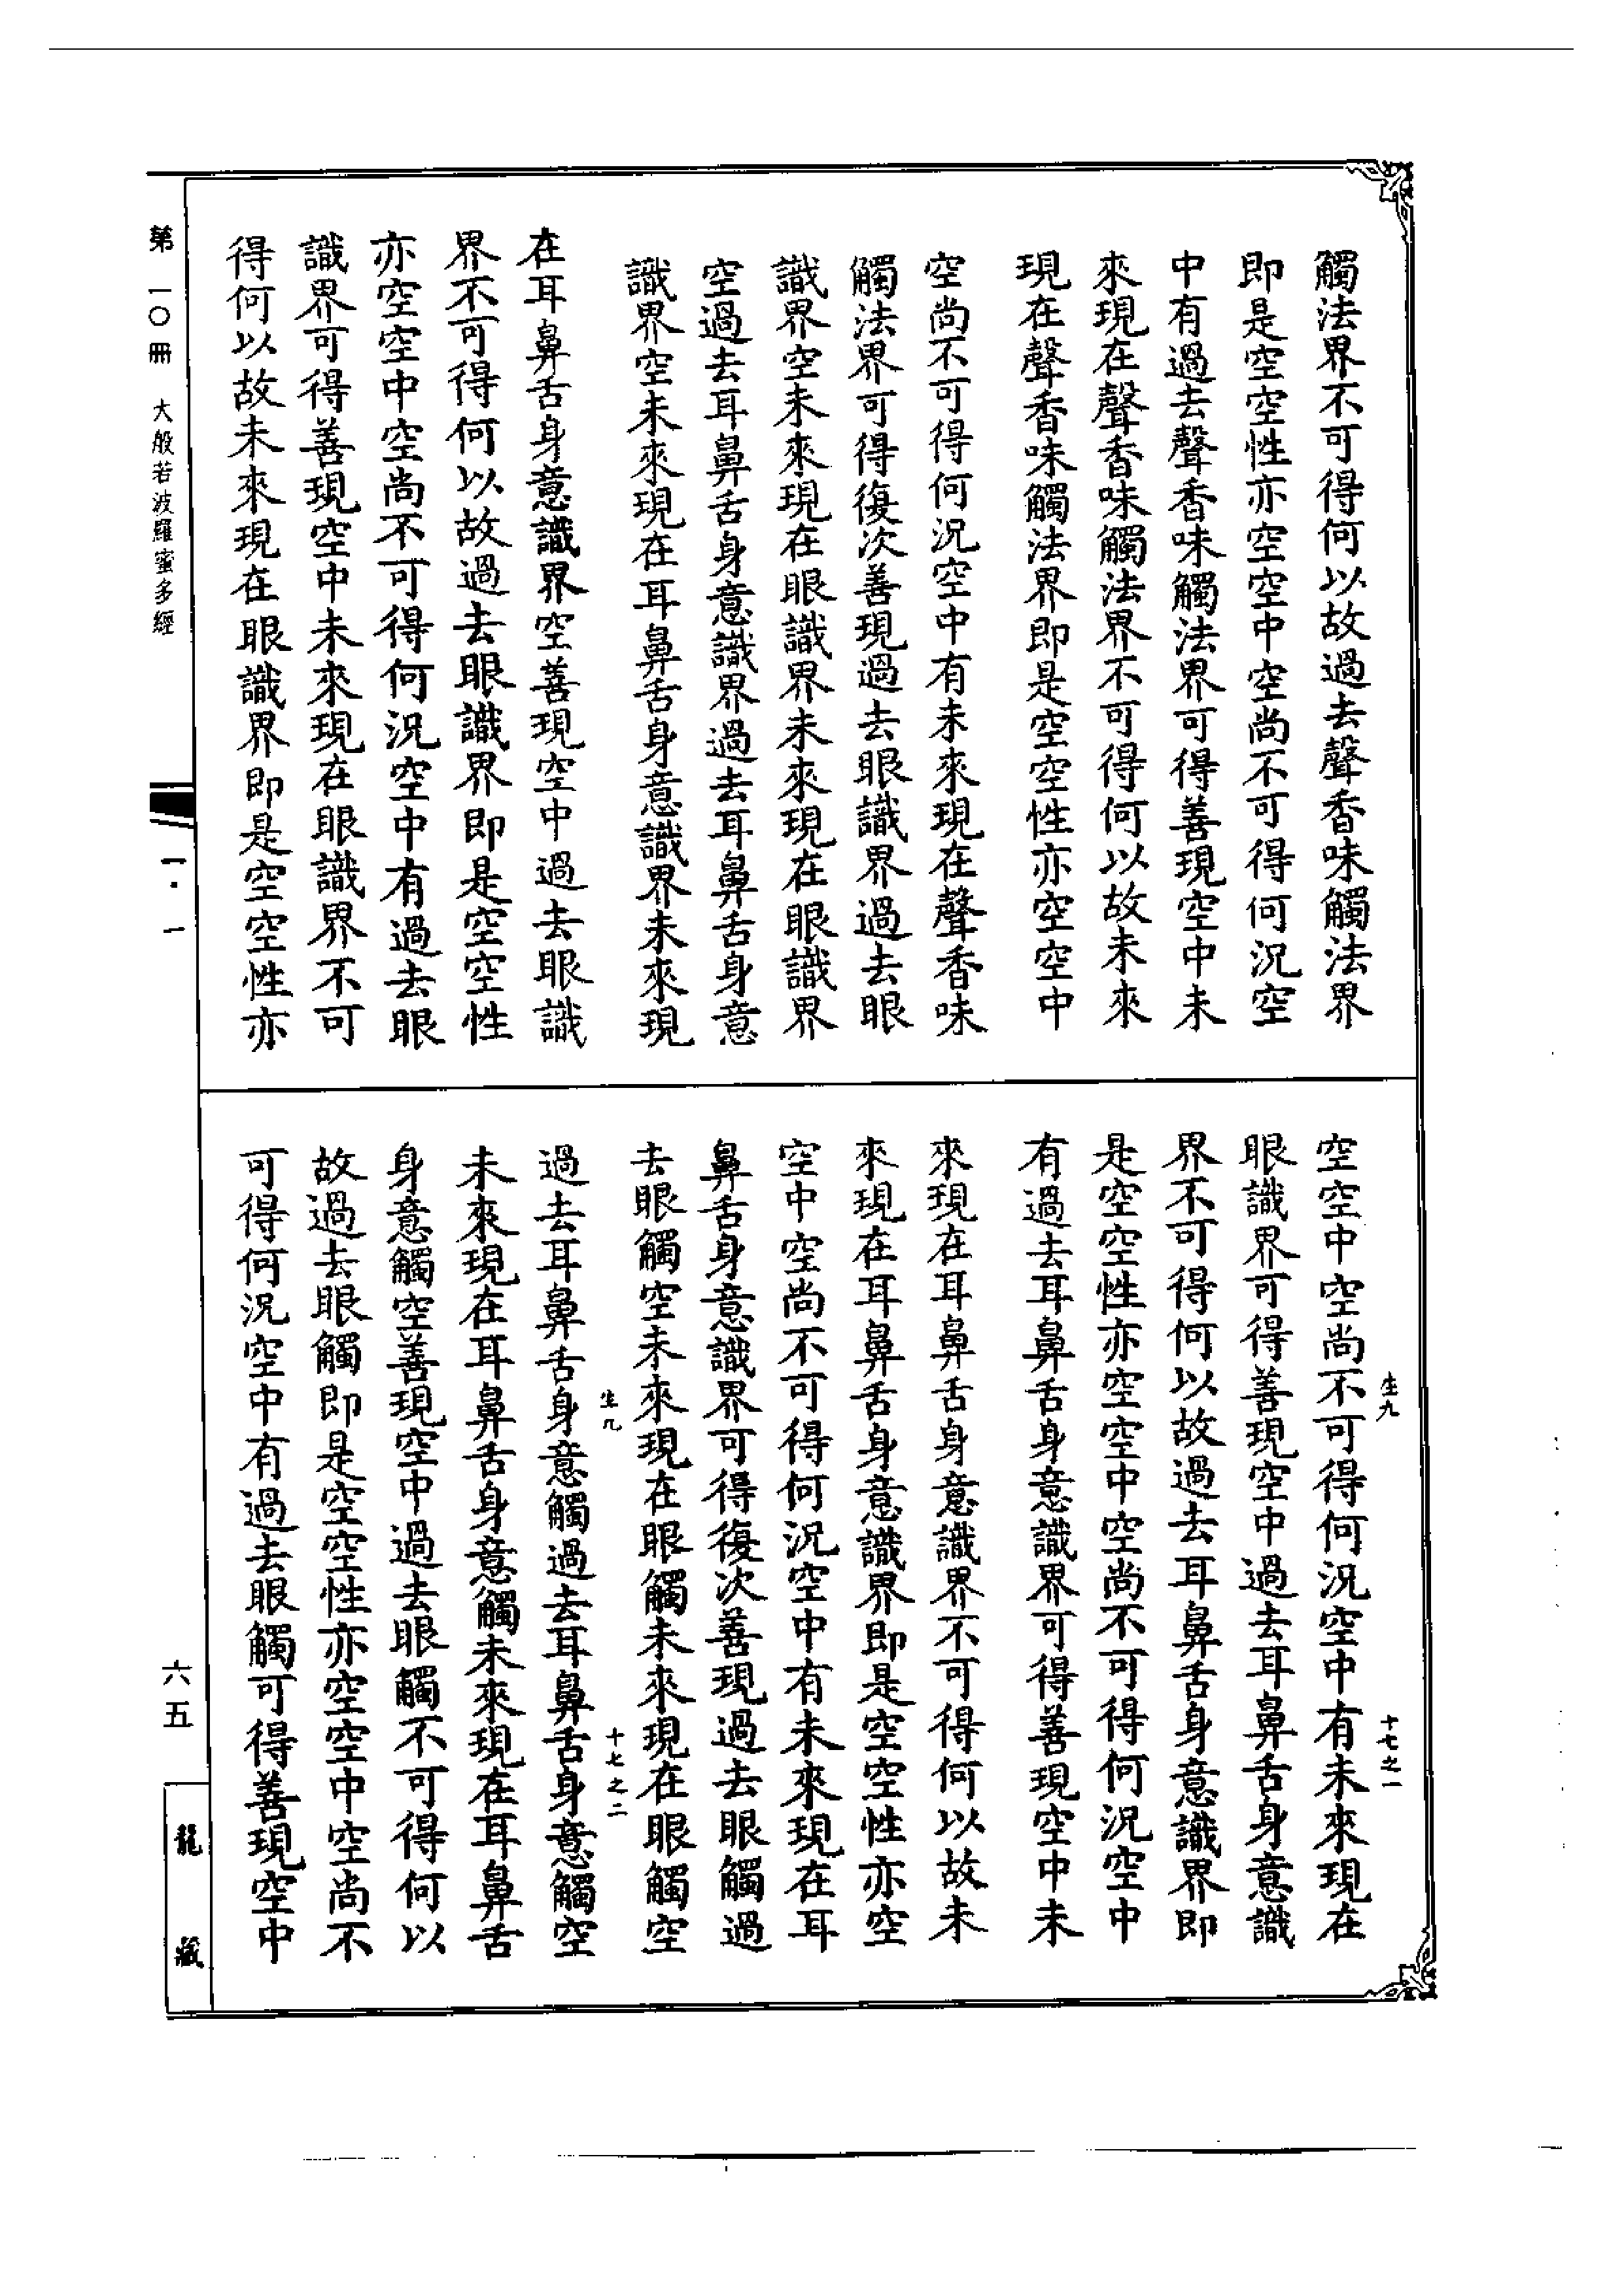 觸法界不可得何以故過去聲香味觸法界
即是空空性亦空空中空尚不可得何況空
中有過去聲香味觸法界可得善現空中未
來現在聲香味觸法界不可得何以故未來
現在聲香味觸法界即是空空性亦空空中
空尚不可得何況空中有未來現在聲香味
觸法界可得復次善現過去眼識界過去眼
識界空未來現在眼識界未來現在眼識界
空過去耳鼻舌身意識界過去耳鼻舌身意
識界空未來現在耳鼻舌身意識界未來現
在耳鼻舌身意識界空善現空中過去眼識
界不可得何以故過去眼識界即是空空性
亦空空中空尚不可得何況空中有過去眼
識界可得善現空中未來現在眼識界不可
得何以故未來現在眼識界即是空空性亦
生九 十七之一
空空中空尚不可得何況空中有未來現在
眼識界可得善現空中過去耳鼻舌身意識
界不可得何以故過去耳鼻舌身意識界即
是空空性亦空空中空尚不可得何況空中
有過去耳鼻舌身意識界可得善現空中未
來現在耳鼻舌身意識界不可得何以故未
來現在耳鼻舌身意識界即是空空性亦空
空中空尚不可得何況空中有未來現在耳
鼻舌身意識界可得復次善現過去眼觸過
去眼觸空未來現在眼觸未來現在眼觸空
生九 十七之二
過去耳鼻舌身意觸過去耳鼻舌身意觸空
未來現在耳鼻舌身意觸未來現在耳鼻舌
身意觸空善現空中過去眼觸不可得何以
故過去眼觸即是空空性亦空空中空尚不
可得何況空中有過去眼觸可得善現空中
第一〇冊 大般若波羅蜜多經
一·一
六五
龍藏